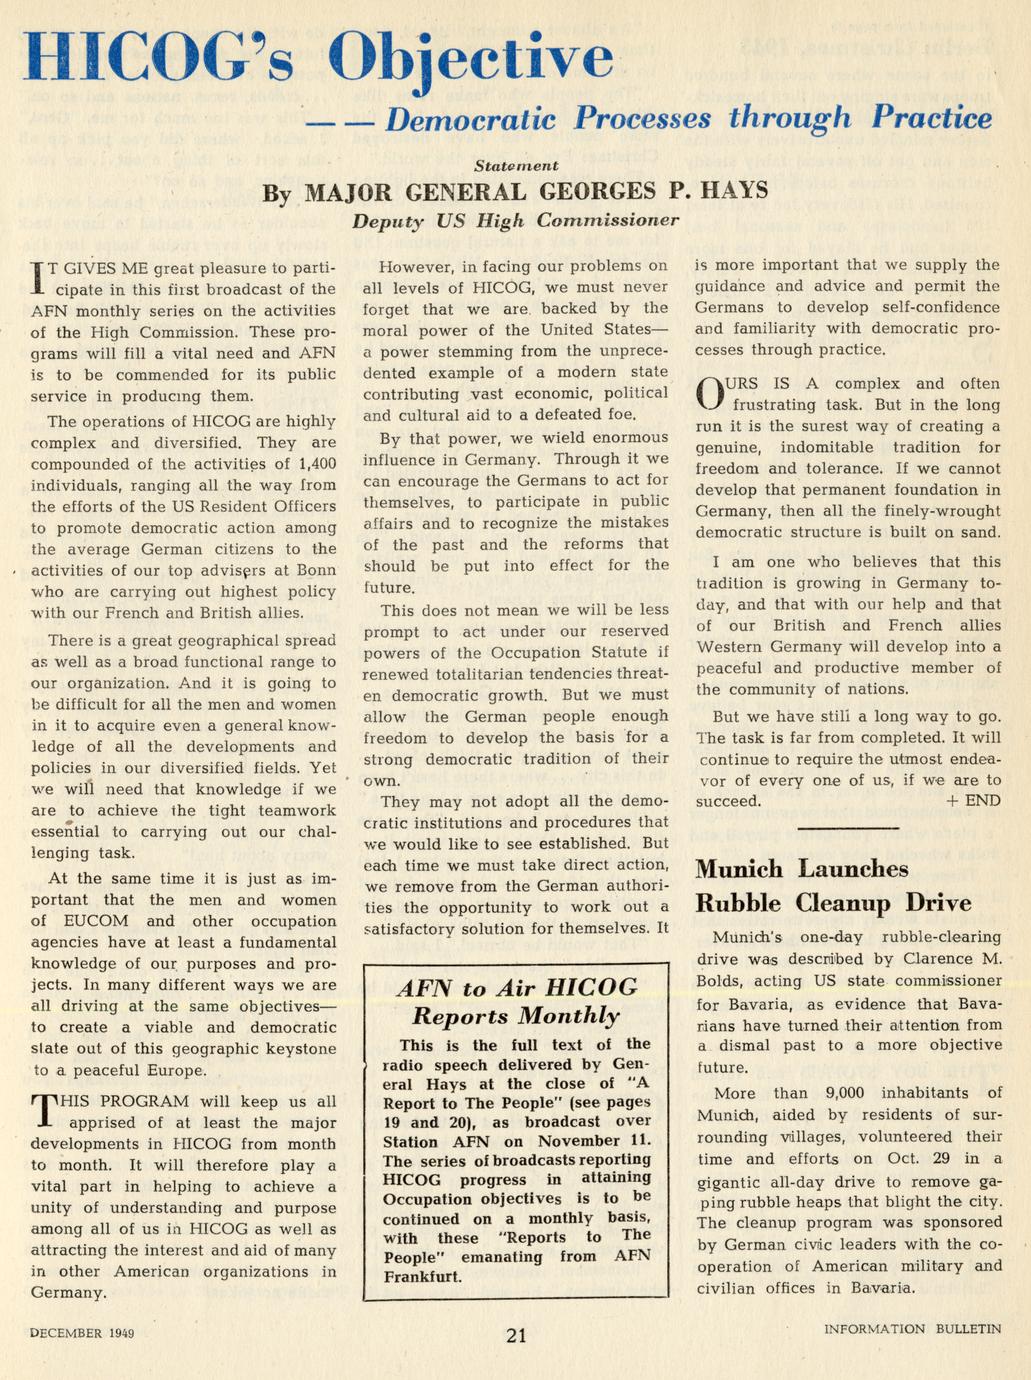 HICOG's Objective
— — Democratic Processes through Practice
Statement
By MAJOR GENERAL GEORGES P. HAYS
Deputy US High Commissioner
IT GIVES ME great pleasure to parti-
cipate in this first broadcast of the
AFN monthly series on the activities
of the High Commission. These pro-
grams will fill a vital need and AFN
is to be commended for its public
service in producing them.
The operations of HICOG are highly
complex and diversified. They are
compounded of the activities of 1,400
individuals, ranging all the way from
the efforts of the US Resident Officers
to promote democratic action among
the average German citizens to the
activities of our top advisers at Bonn
who are carrying out highest policy
with our French and British allies.
There is a great geographical spread
as well as a broad functional range to
our organization. And it is going to
be difficult for all the men and women
in it to acquire even a general know-
ledge of all the developments and
policies in our diversified fields. Yet
we will need that knowledge if we
are to achieve the tight teamwork
essential to carrying out our chal-
lenging task.
At the same time it is just as im-
portant that the men and women
of EUCOM and other occupation
agencies have at least a fundamental
knowledge of our purposes and pro-
jects. In many different ways we are
all driving at the same objectives—
to create a viable and democratic
state out of this geographic keystone
to a peaceful Europe.
THIS PROGRAM will keep us all
apprised of at least the major
developments in HICOG from month
to month. It will therefore play a
vital part in helping to achieve a
unity of understanding and purpose
among all of us in HICOG as well as
attracting the interest and aid of many
in other American organizations in
Germany.
However, in facing our problems on
all levels of HICOG, we must never
forget that we are backed by the
moral power of the United States—
a power stemming from the unprece-
dented example of a modern state
contributing vast economic, political
and cultural aid to a defeated foe.
By that power, we wield enormous
influence in Germany. Through it we
can encourage the Germans to act for
themselves, to participate in public
affairs and to recognize the mistakes
of the past and the reforms that
should be put into effect for the
future.
This does not mean we will be less
prompt to act under our reserved
powers of the Occupation Statute if
renewed totalitarian tendencies threat-
en democratic growth. But we must
allow the German people enough
freedom to develop the basis for a
strong democratic tradition of their
own.
They may not adopt all the demo-
cratic institutions and procedures that
we would like to see established. But
each time we must take direct action,
we remove from the German authori-
ties the opportunity to work out a
satisfactory solution for themselves. It
AFN to Air HICOG
Reports Monthly
This is the full text of the
radio speech delivered by Gen-
eral Hays at the close of "A
Report to The People" (see pages
19 and 20), as broadcast over
Station AFN on November 11.
The series of broadcasts reporting
HICOG progress in attaining
Occupation objectives is to be
continued on a monthly basis,
with these "Reports to The
People" emanating from AFN
Frankfurt.
is more important that we supply the
guidance and advice and permit the
Germans to develop self-confidence
and familiarity with democratic pro-
cesses through practice.
OURS IS A complex and often
frustrating task. But in the long
run it is the surest way of creating a
genuine, indomitable tradition for
freedom and tolerance. If we cannot
develop that permanent foundation in
Germany, then all the finely-wrought
democratic structure is built on sand.
I am one who believes that this
tradition is growing in Germany to-
day, and that with our help and that
of our British and French allies
Western Germany will develop into a
peaceful and productive member of
the community of nations.
But we have still a long way to go.
The task is far from completed. It will
continue to require the utmost endea-
vor of every one of us, if we are to
succeed. + END
Munich Launches
Rubble Cleanup Drive
Munich's one-day rubble-clearing
drive was described by Clarence M.
Bolds, acting US state commissioner
for Bavaria, as evidence that Bava-
rians have turned their attention from
a dismal past to a more objective
future.
More than 9,000 inhabitants of
Munich, aided by residents of sur-
rounding villages, volunteered their
time and efforts on Oct. 29 in a
gigantic all-day drive to remove ga-
ping rubble heaps that blight the city.
The cleanup program was sponsored
by German civic leaders with the co-
operation of American military and
civilian offices in Bavaria.
DECEMBER 1949
21
INFORMATION BULLETIN